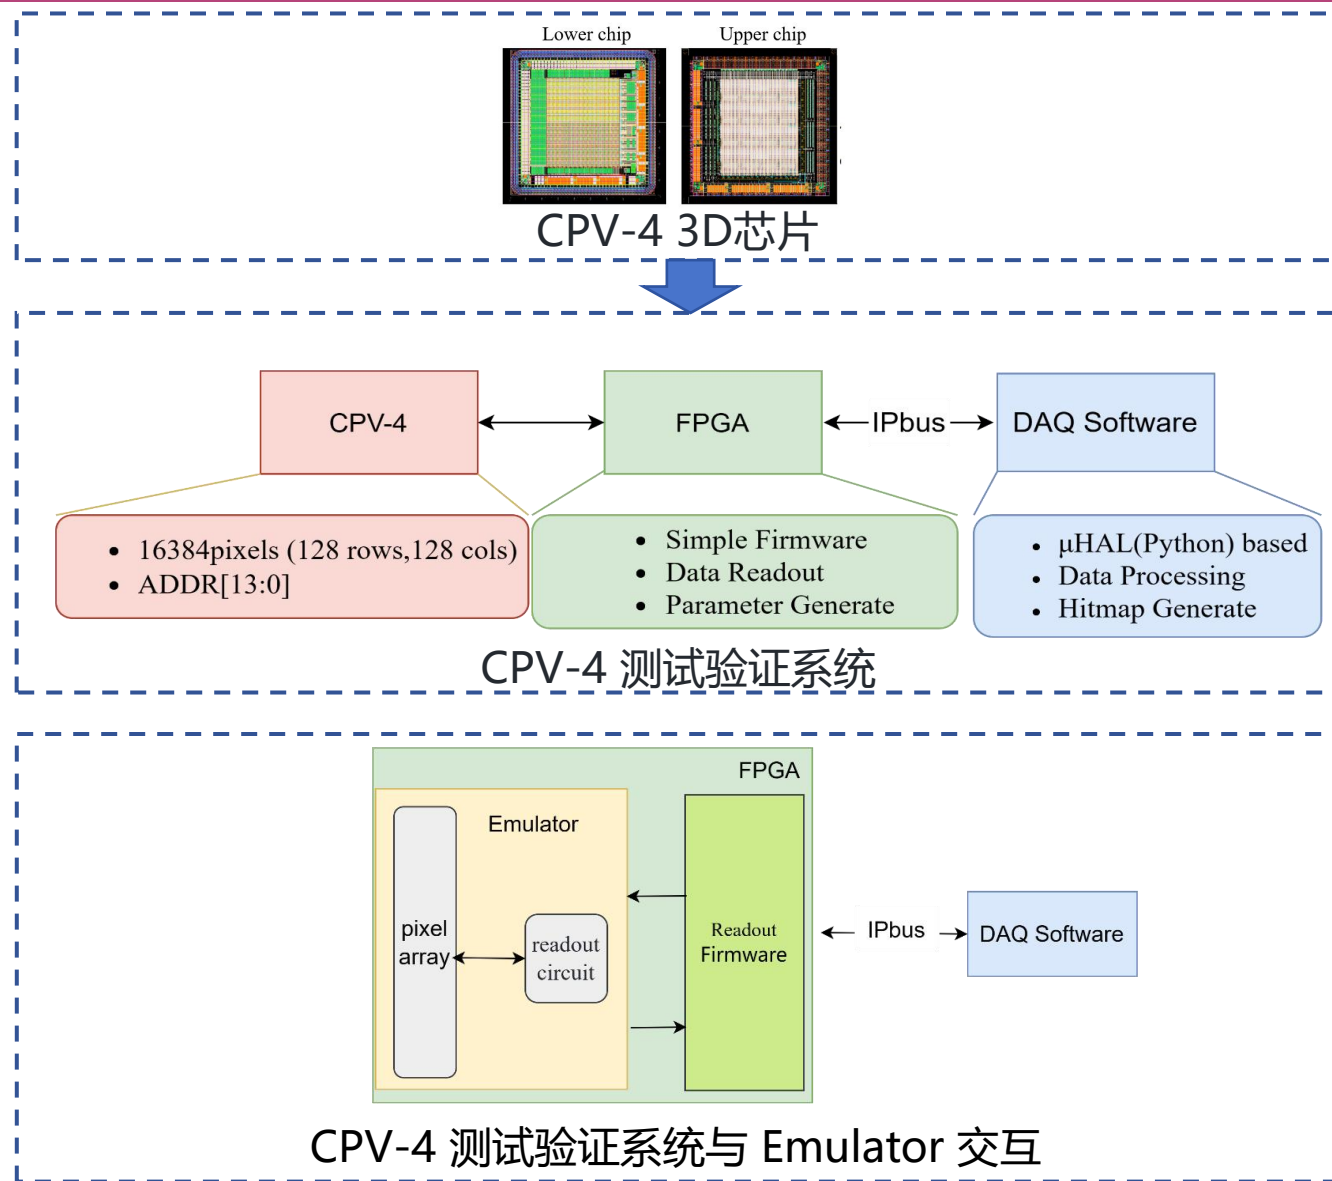 Lower chip
Upper chip
CPV-4 3D芯片
CPV-4
FPGA
IPbus
DAQ Software
• 16384pixels (128 rows,128 cols)
• ADDR[13:0]
• Simple Firmware
• Data Readout
• Parameter Generate
• μHAL(Python) based
• Data Processing
• Hitmap Generate
CPV-4 测试验证系统
FPGA
Emulator
pixel
array
readout
circuit
Readout
Firmware
IPbus
DAQ Software
CPV-4 测试验证系统与 Emulator 交互